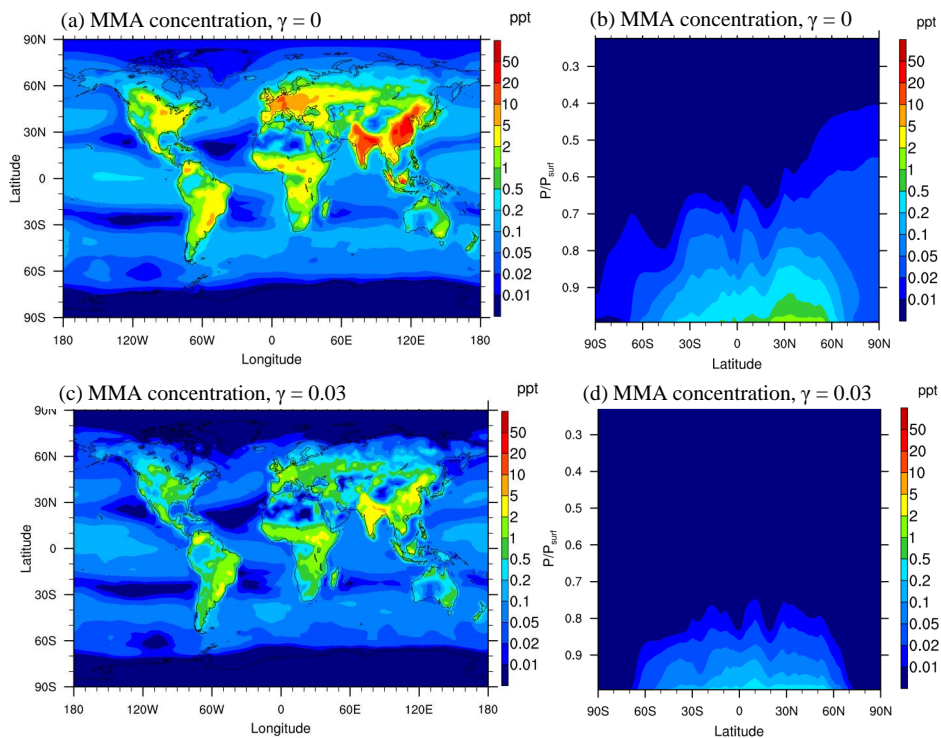 (a) MMA concentration, γ = 0
ppt
90N
60N
30N
0
30S
60S
90S
Latitude
180
120W
60W
0
60E
120E
180
Longitude
50
20
10
5
2
1
0.5
0.2
0.1
0.05
0.02
0.01
(b) MMA concentration, γ = 0
ppt
0.3
0.4
0.5
0.6
0.7
0.8
0.9
P/Psurf
90S
60S
30S
0
30N
60N
90N
Latitude
50
20
10
5
2
1
0.5
0.2
0.1
0.05
0.02
0.01
(c) MMA concentration, γ = 0.03
ppt
90N
60N
30N
0
30S
60S
90S
Latitude
180
120W
60W
0
60E
120E
180
Longitude
50
20
10
5
2
1
0.5
0.2
0.1
0.05
0.02
0.01
(d) MMA concentration, γ = 0.03
ppt
0.3
0.4
0.5
0.6
0.7
0.8
0.9
P/Psurf
90S
60S
30S
0
30N
60N
90N
Latitude
50
20
10
5
2
1
0.5
0.2
0.1
0.05
0.02
0.01